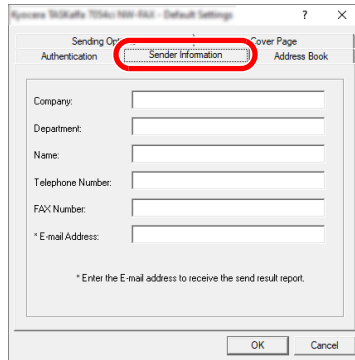 Kyocera TASKalfa 7054ci NW-FAX - Default Settings
Sending Opt
Cover Page
Authentication
Sender Information
Address Book
Company:
Department:
Name:
Telephone Number:
FAX Number:
* E-mail Address:
* Enter the E-mail address to receive the send result report.
OK
Cancel